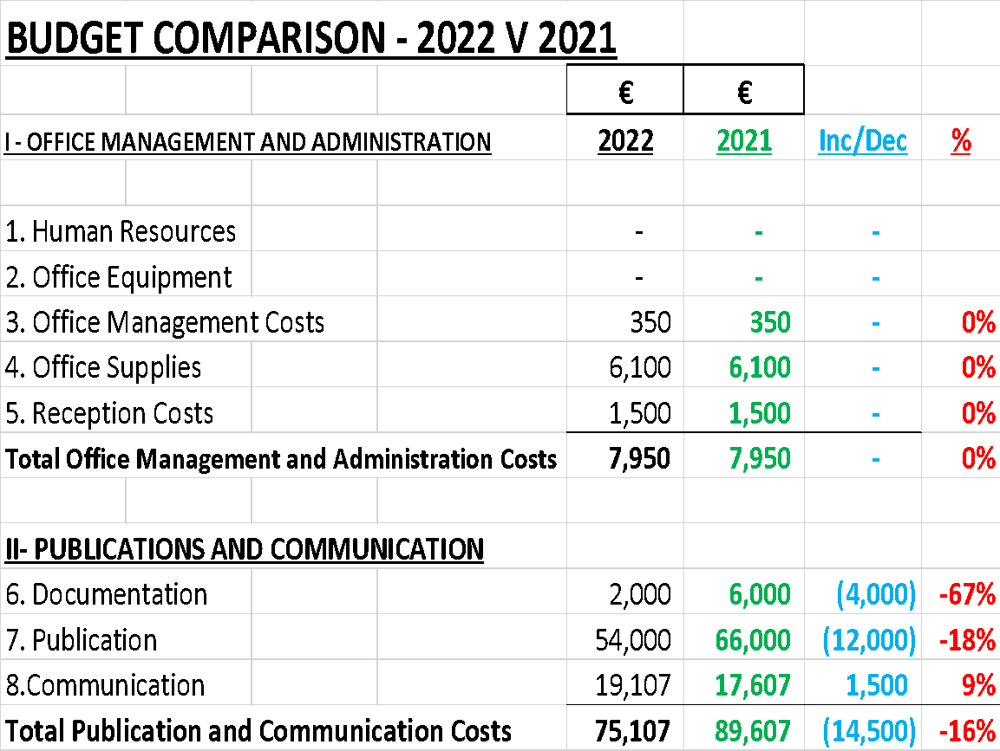 BUDGET COMPARISON - 2022 V 2021
€ €
I - OFFICE MANAGEMENT AND ADMINISTRATION 2022 2021 Inc/Dec %
1. Human Resources - - -
2. Office Equipment - - -
3. Office Management Costs 350 350 - 0%
4. Office Supplies 6,100 6,100 - 0%
5. Reception Costs 1,500 1,500 - 0%
Total Office Management and Administration Costs 7,950 7,950 - 0%
II- PUBLICATIONS AND COMMUNICATION
6. Documentation 2,000 6,000 (4,000) -67%
7. Publication 54,000 66,000 (12,000) -18%
8.Communication 19,107 17,607 1,500 9%
Total Publication and Communication Costs 75,107 89,607 (14,500) -16%